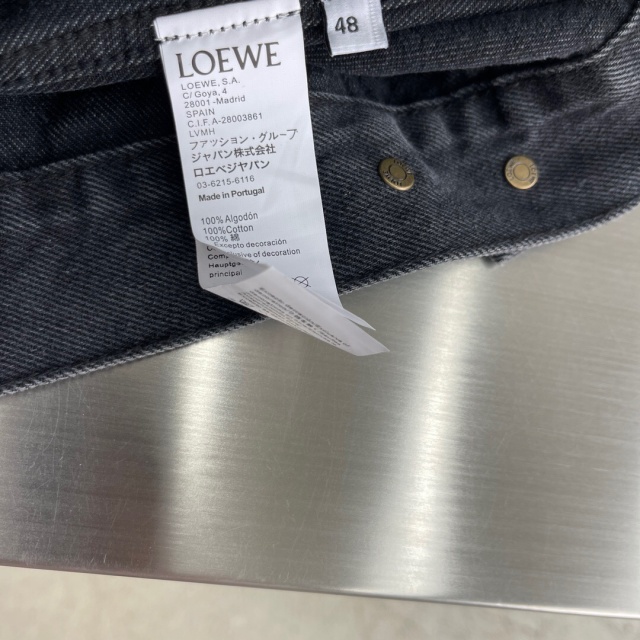 LOEWE
LOEWE, S.A.
C/ Goya, 4
28001 -Madrid
SPAIN
C.I.F.A-28003861
LVMH
ファッション・グループ
ジャパン株式会社
ロエベジャパン
03-6215-6116
Made in Portugal
100% Algodón
100%Cotton
100% 綿
Excepto decoración
of decoration
principal
48